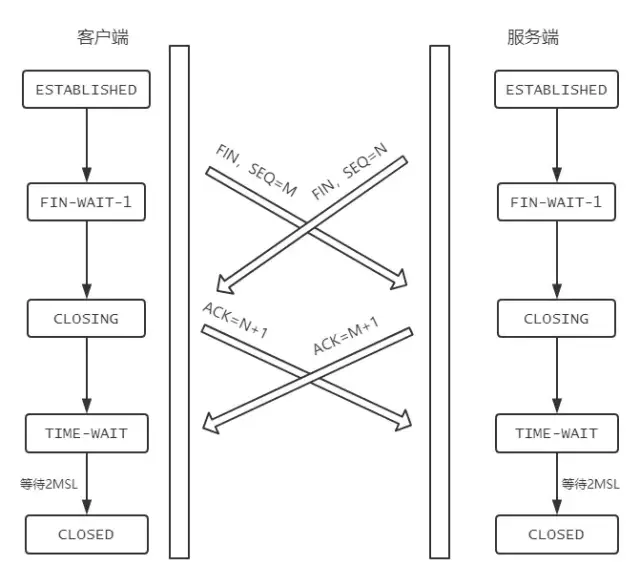 客户端
服务端
ESTABLISHED
ESTABLISHED
FIN, SEQ=M
FIN, SEQ=N
FIN-WAIT-1
FIN-WAIT-1
CLOSING
CLOSING
ACK=N+1
ACK=M+1
TIME-WAIT
TIME-WAIT
等待2MSL
等待2MSL
CLOSED
CLOSED